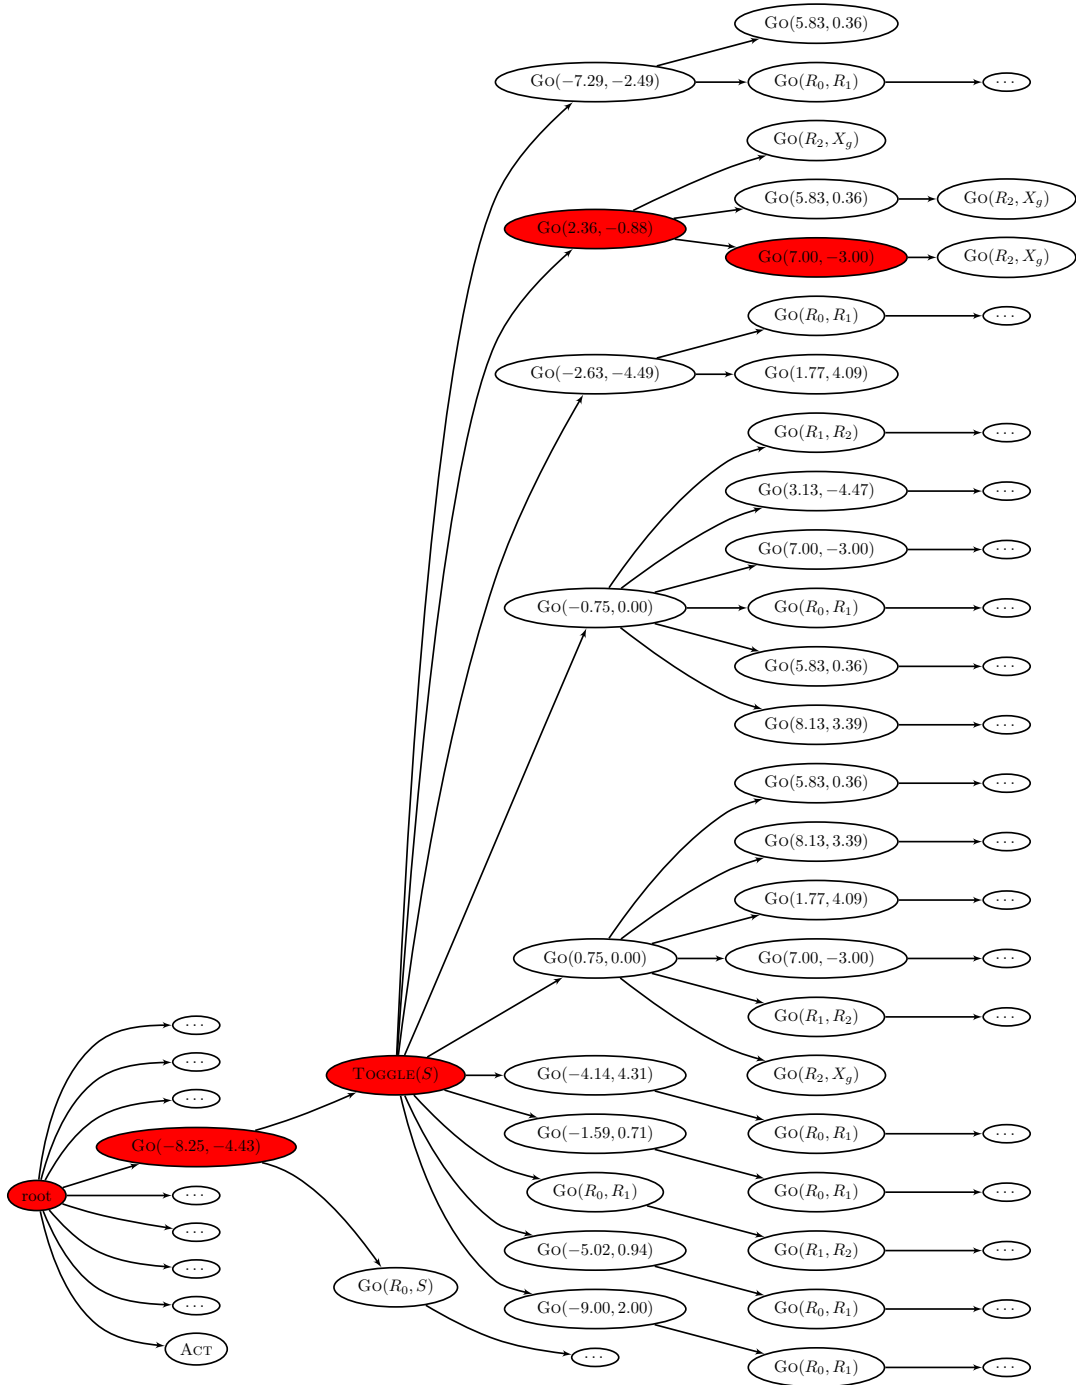 Go(5.83, 0.36)
Go(−7.29, −2.49)
Go(R₀, R₁)
···
Go(R₂, X_g)
Go(5.83, 0.36)
Go(R₂, X_g)
Go(2.36, −0.88)
Go(7.00, −3.00)
Go(R₂, X_g)
Go(R₀, R₁)
···
Go(−2.63, −4.49)
Go(1.77, 4.09)
Go(R₁, R₂)
···
Go(3.13, −4.47)
···
Go(7.00, −3.00)
···
Go(−0.75, 0.00)
Go(R₀, R₁)
···
Go(5.83, 0.36)
···
Go(8.13, 3.39)
···
Go(5.83, 0.36)
···
Go(8.13, 3.39)
···
Go(1.77, 4.09)
···
Go(0.75, 0.00)
Go(7.00, −3.00)
···
Go(R₁, R₂)
···
···
···
···
Toggle(S)
Go(−4.14, 4.31)
Go(R₂, X_g)
Go(−8.25, −4.43)
Go(−1.59, 0.71)
Go(R₀, R₁)
···
root
···
Go(R₀, R₁)
Go(R₀, R₁)
···
···
Go(−5.02, 0.94)
Go(R₁, R₂)
···
···
Go(R₀, S)
···
Go(−9.00, 2.00)
Go(R₀, R₁)
···
Act
···
Go(R₀, R₁)
···